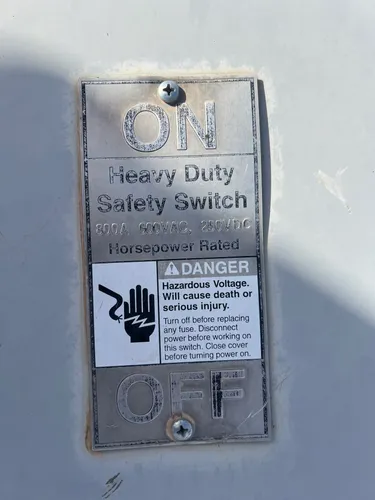 ON
Heavy Duty
Safety Switch
600VAC, 250VDC
Horsepower Rated
⚠DANGER
Hazardous Voltage.
Will cause death or
serious injury.
Turn off before replacing
any fuse. Disconnect
power before working on
this switch. Close cover
before turning power on.
OFF